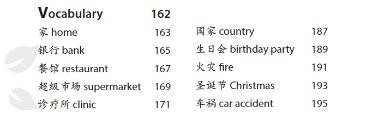 Vocabulary 162
家 home 163
银行 bank 165
餐馆 restaurant 167
超级市场 supermarket 169
诊疗所 clinic 171
国家 country 187
生日会 birthday party 189
火灾 fire 191
圣诞节 Christmas 193
车祸 car accident 195